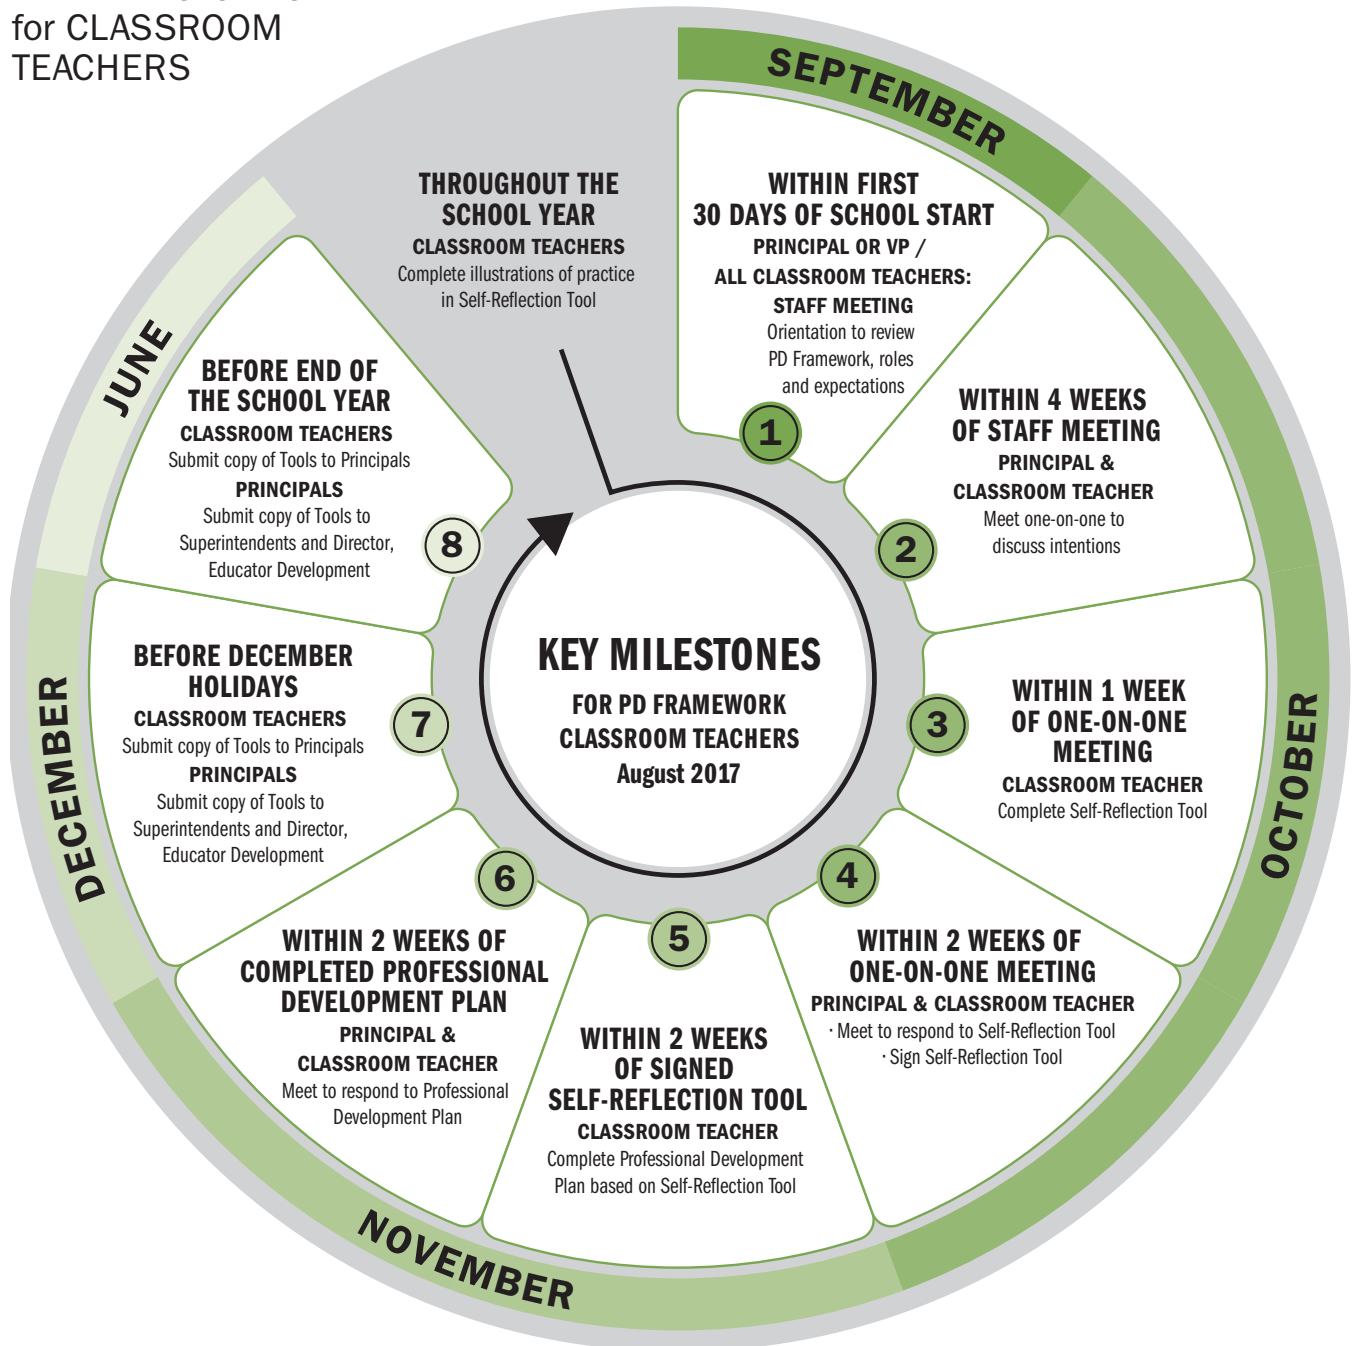 for CLASSROOM
TEACHERS
SEPTEMBER
THROUGHOUT THE
SCHOOL YEAR
CLASSROOM TEACHERS
Complete illustrations of practice
in Self-Reflection Tool
WITHIN FIRST
30 DAYS OF SCHOOL START
PRINCIPAL OR VP /
ALL CLASSROOM TEACHERS:
STAFF MEETING
Orientation to review
PD Framework, roles
and expectations
1
WITHIN 4 WEEKS
OF STAFF MEETING
PRINCIPAL &
CLASSROOM TEACHER
Meet one-on-one to
discuss intentions
2
OCTOBER
WITHIN 1 WEEK
OF ONE-ON-ONE
MEETING
CLASSROOM TEACHER
Complete Self-Reflection Tool
3
WITHIN 2 WEEKS OF
ONE-ON-ONE MEETING
PRINCIPAL & CLASSROOM TEACHER
· Meet to respond to Self-Reflection Tool
· Sign Self-Reflection Tool
4
WITHIN 2 WEEKS
OF SIGNED
SELF-REFLECTION TOOL
CLASSROOM TEACHER
Complete Professional Development
Plan based on Self-Reflection Tool
5
NOVEMBER
WITHIN 2 WEEKS OF
COMPLETED PROFESSIONAL
DEVELOPMENT PLAN
PRINCIPAL &
CLASSROOM TEACHER
Meet to respond to Professional
Development Plan
6
DECEMBER
BEFORE DECEMBER
HOLIDAYS
CLASSROOM TEACHERS
Submit copy of Tools to Principals
PRINCIPALS
Submit copy of Tools to
Superintendents and Director,
Educator Development
7
JUNE
BEFORE END OF
THE SCHOOL YEAR
CLASSROOM TEACHERS
Submit copy of Tools to Principals
PRINCIPALS
Submit copy of Tools to
Superintendents and Director,
Educator Development
8
KEY MILESTONES
FOR PD FRAMEWORK
CLASSROOM TEACHERS
August 2017